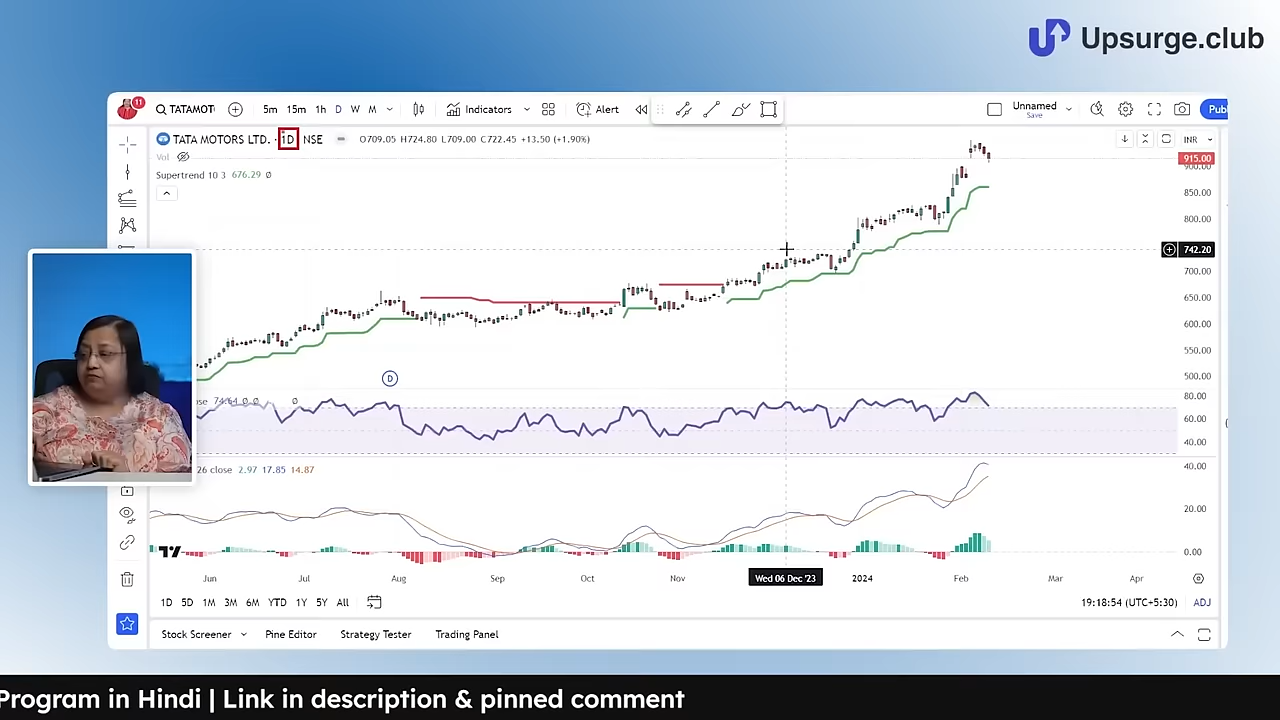 Upsurge.club
11
TATAMOT
5m 15m 1h D W M
Indicators
Alert
Unnamed
Save
Publ
TATA MOTORS LTD. · 1D NSE
O709.05 H724.80 L709.00 C722.45 +13.50 (+1.90%)
INR
Vol
Supertrend 10 3 676.29 Ø
915.00
900.00
850.00
800.00
742.20
700.00
650.00
600.00
550.00
500.00
D
ose 74.64 Ø Ø Ø
80.00
60.00
40.00
26 close 2.97 17.85 14.87
40.00
20.00
0.00
Jun Jul Aug Sep Oct Nov Wed 06 Dec '23 2024 Feb Mar Apr
1D 5D 1M 3M 6M YTD 1Y 5Y All
19:18:54 (UTC+5:30) ADJ
Stock Screener Pine Editor Strategy Tester Trading Panel
Program in Hindi | Link in description & pinned comment